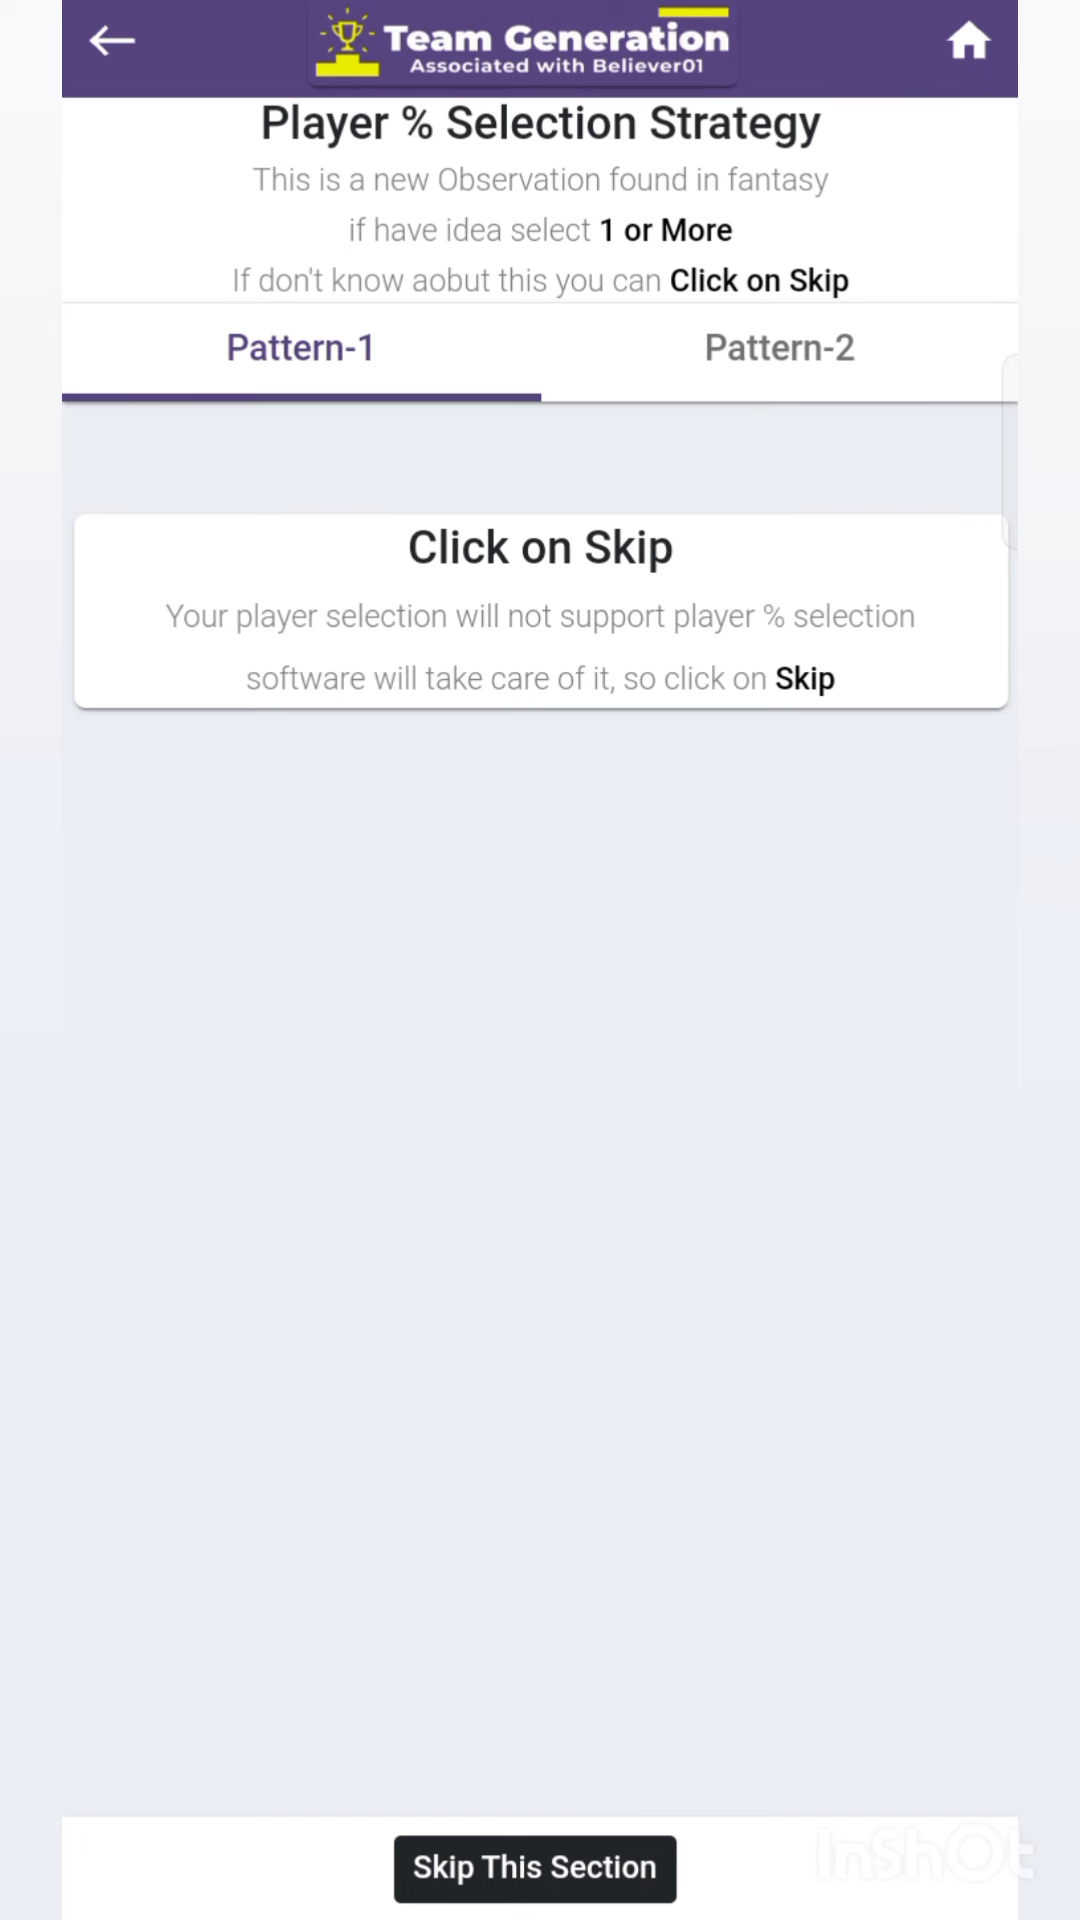 Team Generation
Associated with Believer01
Player % Selection Strategy
This is a new Observation found in fantasy
if have idea select 1 or More
If don't know aobut this you can Click on Skip
Pattern-1
Pattern-2
Click on Skip
Your player selection will not support player % selection
software will take care of it, so click on Skip
Skip This Section
InShOt